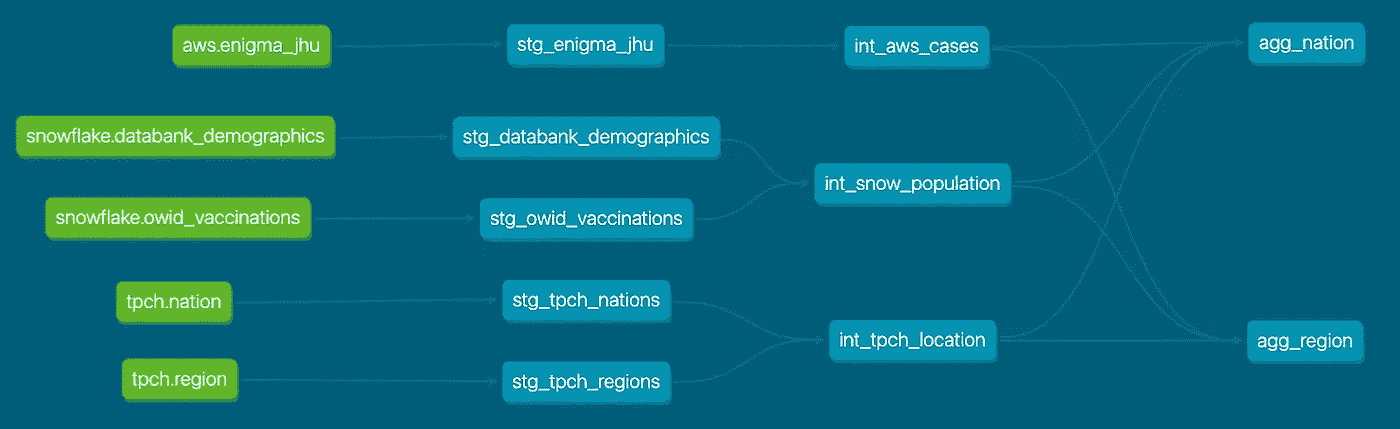 aws.enigma_jhu
stg_enigma_jhu
int_aws_cases
agg_nation
snowflake.databank_demographics
stg_databank_demographics
int_snow_population
snowflake.owid_vaccinations
stg_owid_vaccinations
tpch.nation
stg_tpch_nations
int_tpch_location
agg_region
tpch.region
stg_tpch_regions